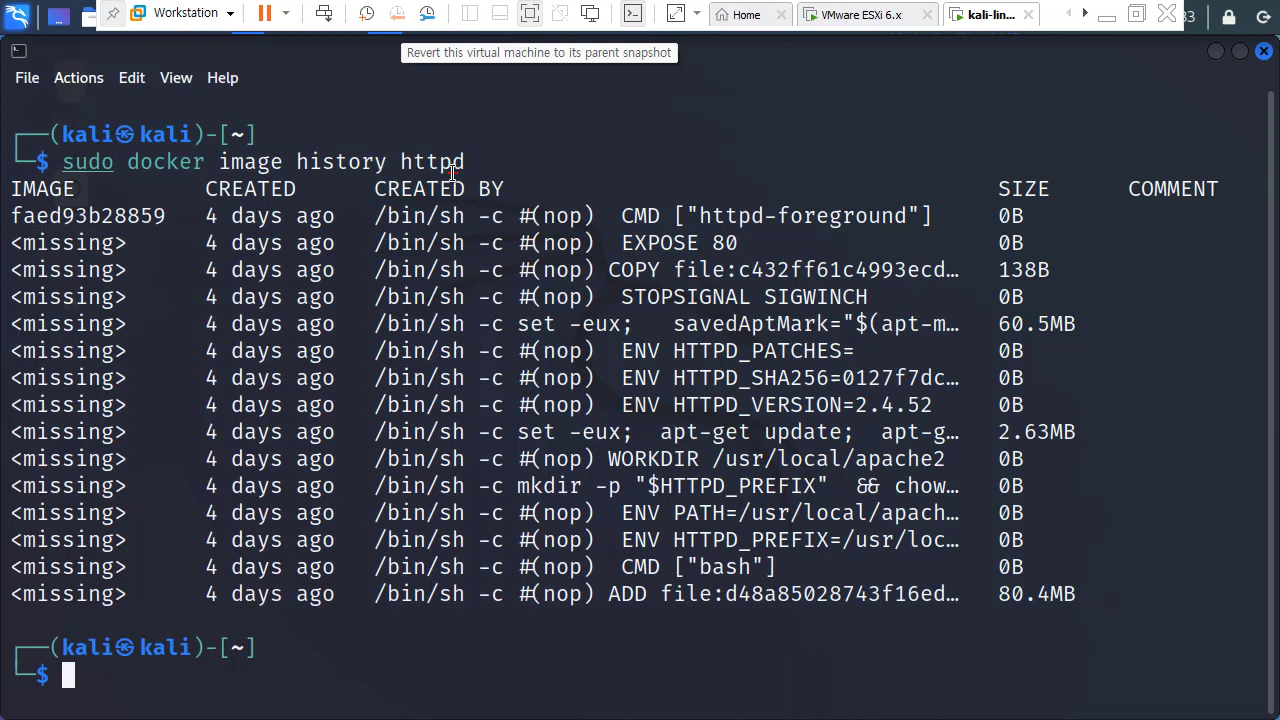 Workstation
Home
VMware ESXi 6.x
kali-lin...
33
Revert this virtual machine to its parent snapshot
File Actions Edit View Help
┌──(kali㉿kali)-[~]
└─$ sudo docker image history httpd
IMAGE CREATED CREATED BY SIZE COMMENT
faed93b28859 4 days ago /bin/sh -c #(nop) CMD ["httpd-foreground"] 0B
<missing> 4 days ago /bin/sh -c #(nop) EXPOSE 80 0B
<missing> 4 days ago /bin/sh -c #(nop) COPY file:c432ff61c4993ecd… 138B
<missing> 4 days ago /bin/sh -c #(nop) STOPSIGNAL SIGWINCH 0B
<missing> 4 days ago /bin/sh -c set -eux; savedAptMark="$(apt-m… 60.5MB
<missing> 4 days ago /bin/sh -c #(nop) ENV HTTPD_PATCHES= 0B
<missing> 4 days ago /bin/sh -c #(nop) ENV HTTPD_SHA256=0127f7dc… 0B
<missing> 4 days ago /bin/sh -c #(nop) ENV HTTPD_VERSION=2.4.52 0B
<missing> 4 days ago /bin/sh -c set -eux; apt-get update; apt-g… 2.63MB
<missing> 4 days ago /bin/sh -c #(nop) WORKDIR /usr/local/apache2 0B
<missing> 4 days ago /bin/sh -c mkdir -p "$HTTPD_PREFIX" && chow… 0B
<missing> 4 days ago /bin/sh -c #(nop) ENV PATH=/usr/local/apach… 0B
<missing> 4 days ago /bin/sh -c #(nop) ENV HTTPD_PREFIX=/usr/loc… 0B
<missing> 4 days ago /bin/sh -c #(nop) CMD ["bash"] 0B
<missing> 4 days ago /bin/sh -c #(nop) ADD file:d48a85028743f16ed… 80.4MB
┌──(kali㉿kali)-[~]
└─$